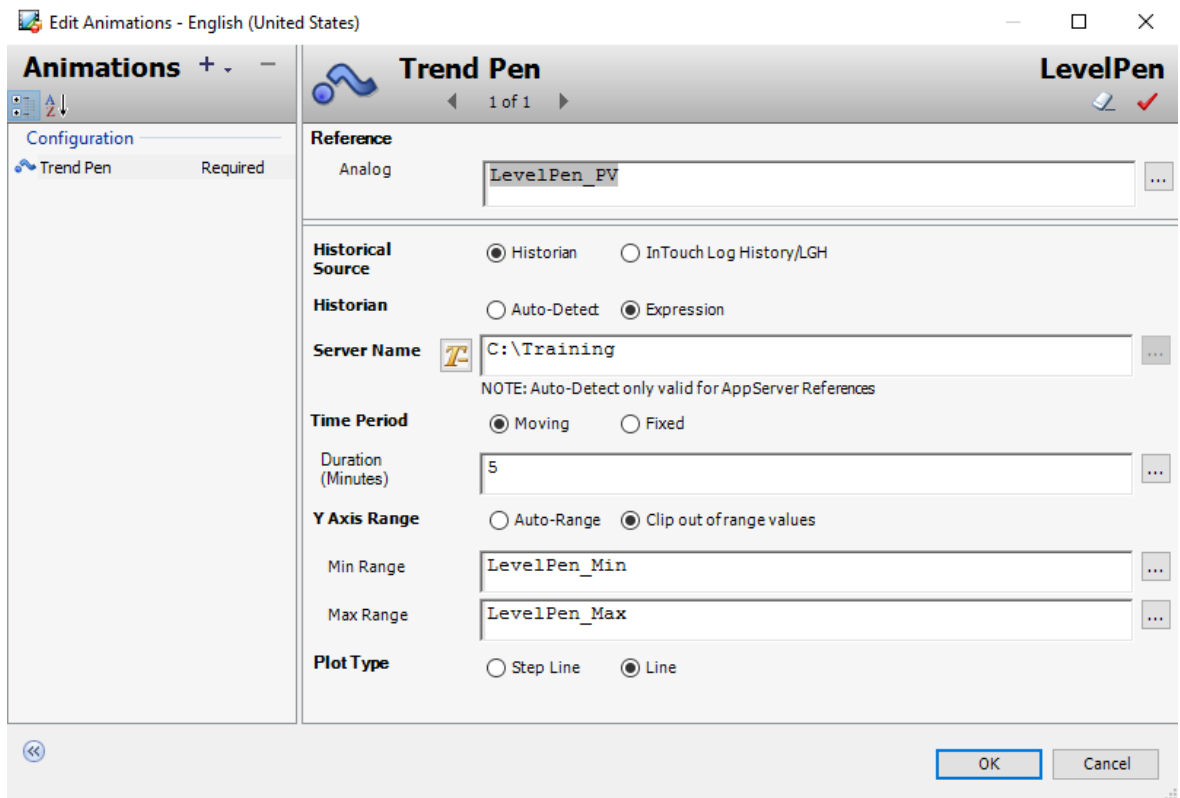 Edit Animations - English (United States)
Animations + -
Trend Pen
LevelPen
1 of 1
A
Z
Configuration
Trend Pen Required
Reference
Analog
LevelPen_PV
...
Historical
Source
Historian
InTouch Log History/LGH
Historian
Auto-Detect
Expression
Server Name
T
C:\Training
...
NOTE: Auto-Detect only valid for AppServer References
Time Period
Moving
Fixed
Duration
(Minutes)
5
...
Y Axis Range
Auto-Range
Clip out of range values
Min Range
LevelPen_Min
...
Max Range
LevelPen_Max
...
Plot Type
Step Line
Line
OK
Cancel